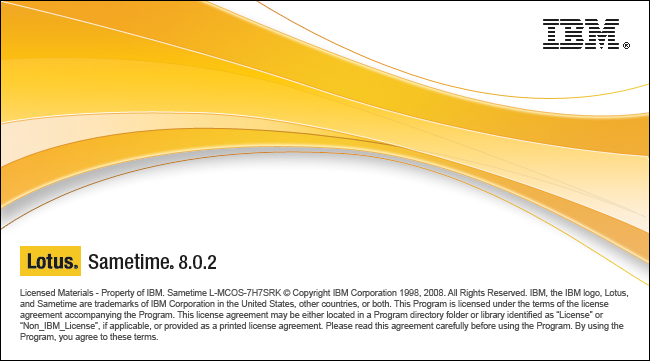 IBM®
Lotus. Sametime. 8.0.2
Licensed Materials - Property of IBM. Sametime L-MCOS-7H7SRK © Copyright IBM Corporation 1998, 2008. All Rights Reserved. IBM, the IBM logo, Lotus,
and Sametime are trademarks of IBM Corporation in the United States, other countries, or both. This Program is licensed under the terms of the license
agreement accompanying the Program. This license agreement may be either located in a Program directory folder or library identified as “License” or
“Non_IBM_License”, if applicable, or provided as a printed license agreement. Please read this agreement carefully before using the Program. By using the
Program, you agree to these terms.